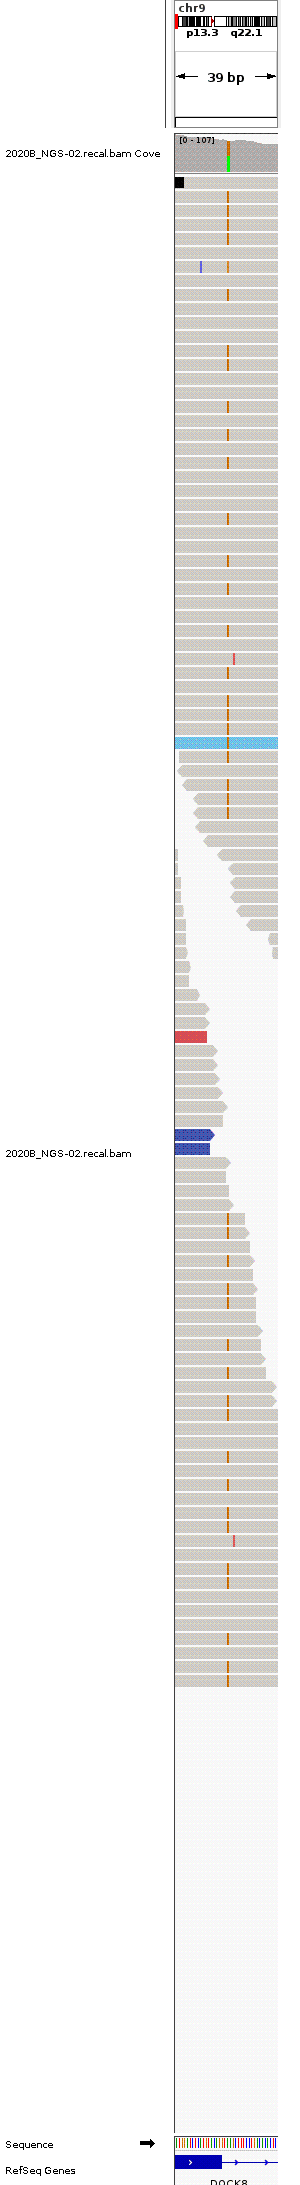 chr9
p13.3 q22.1
39 bp
[0 - 107]
2020B_NGS-02.recal.bam Cove
2020B_NGS-02.recal.bam
Sequence
RefSeq Genes
DOCK8